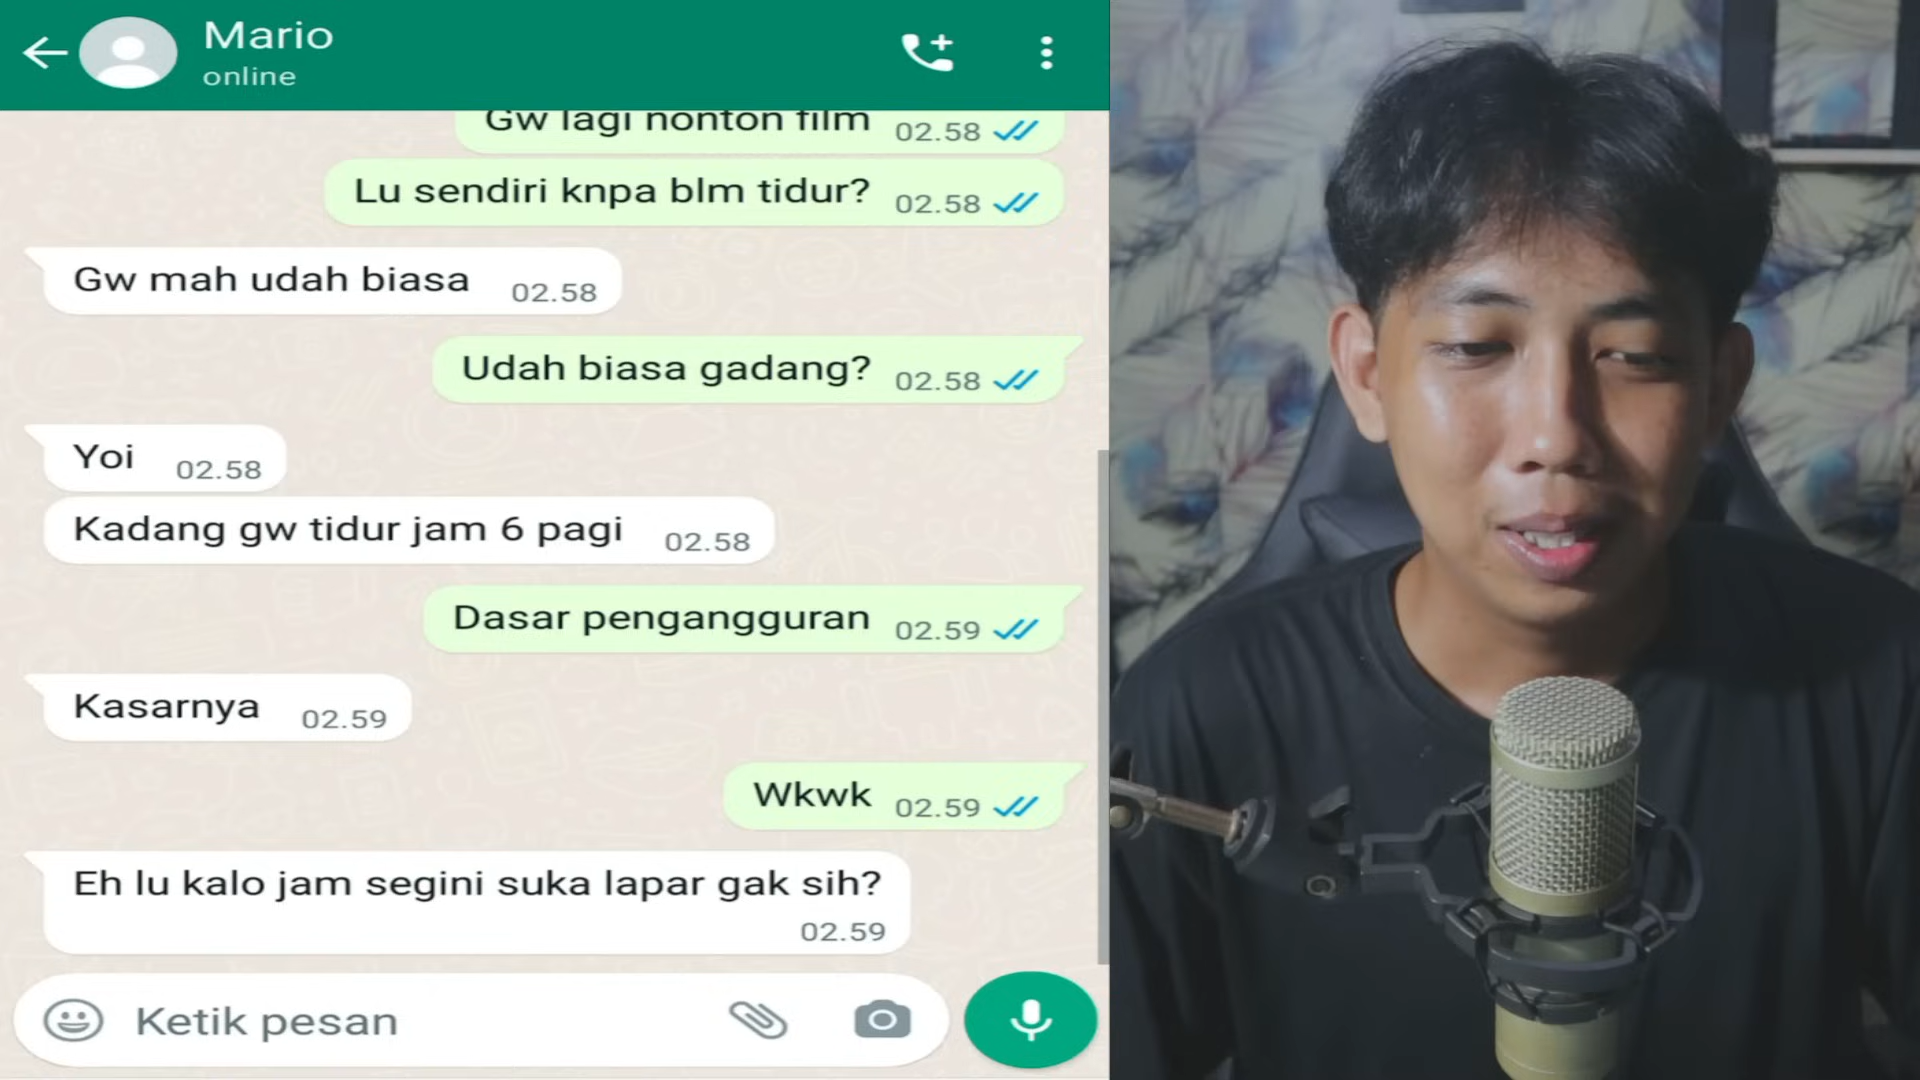 Mario
online
Gw lagi nonton film 02.58
Lu sendiri knpa blm tidur? 02.58
Gw mah udah biasa 02.58
Udah biasa gadang? 02.58
Yoi 02.58
Kadang gw tidur jam 6 pagi 02.58
Dasar pengangguran 02.59
Kasarnya 02.59
Wkwk 02.59
Eh lu kalo jam segini suka lapar gak sih?
02.59
Ketik pesan